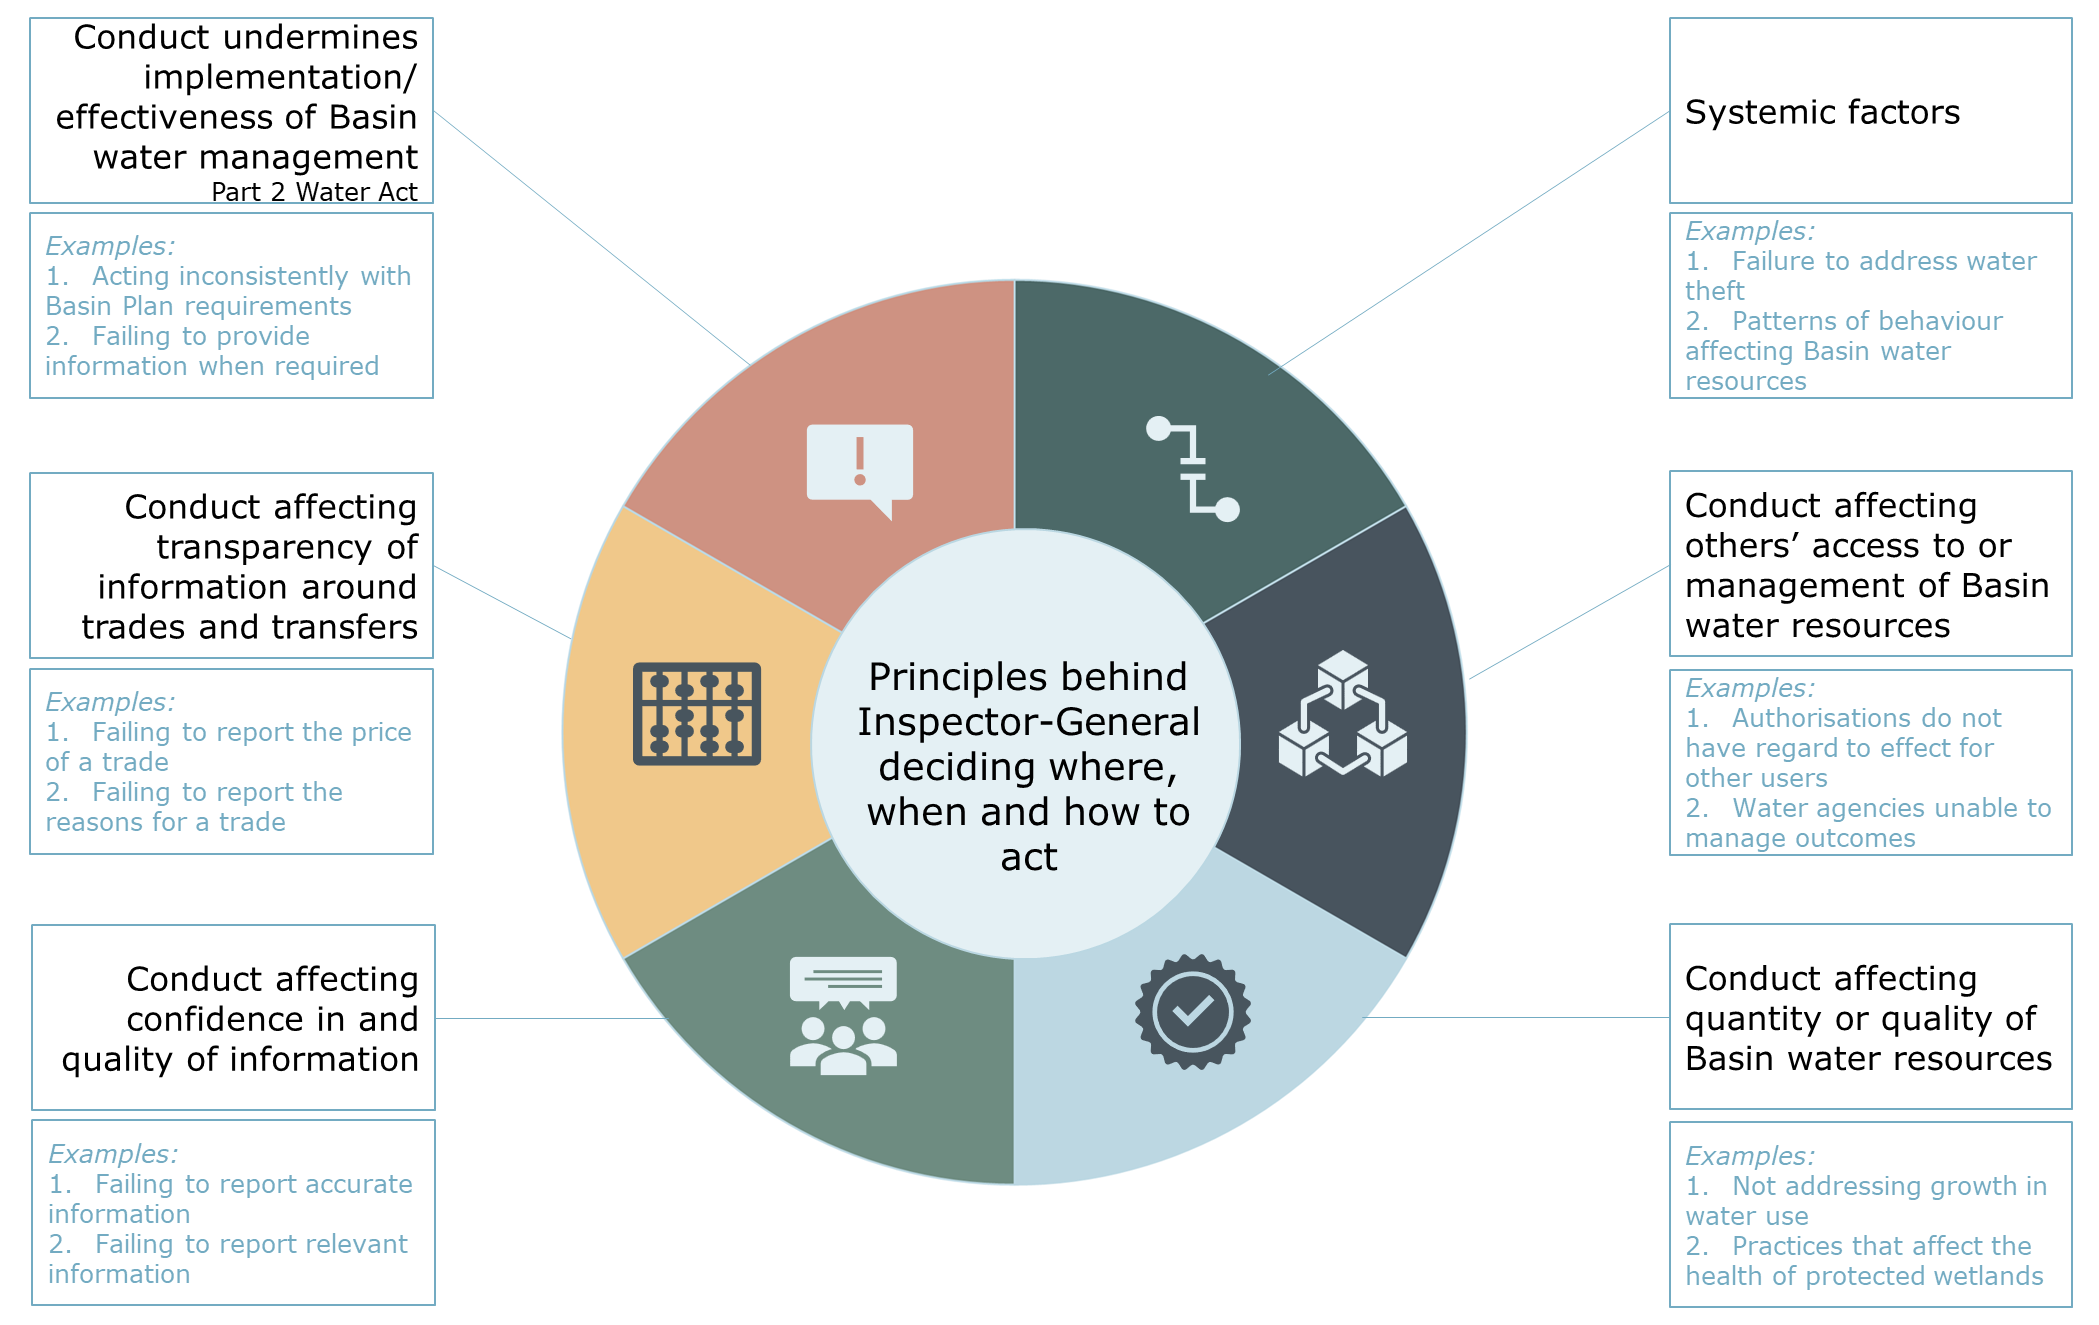 Conduct undermines
implementation/
effectiveness of Basin
water management
Part 2 Water Act
Examples:
1. Acting inconsistently with
Basin Plan requirements
2. Failing to provide
information when required
Conduct affecting
transparency of
information around
trades and transfers
Examples:
1. Failing to report the price
of a trade
2. Failing to report the
reasons for a trade
Conduct affecting
confidence in and
quality of information
Examples:
1. Failing to report accurate
information
2. Failing to report relevant
information
Principles behind
Inspector-General
deciding where,
when and how to
act
Systemic factors
Examples:
1. Failure to address water
theft
2. Patterns of behaviour
affecting Basin water
resources
Conduct affecting
others’ access to or
management of Basin
water resources
Examples:
1. Authorisations do not
have regard to effect for
other users
2. Water agencies unable to
manage outcomes
Conduct affecting
quantity or quality of
Basin water resources
Examples:
1. Not addressing growth in
water use
2. Practices that affect the
health of protected wetlands